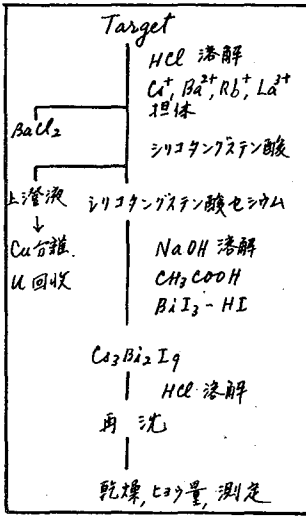 Target
HCl 溶解
Cs⁺, Ba²⁺, Rb⁺, La³⁺
担体
BaCl₂
シリコタングステン酸
上澄液
シリコタングステン酸セシウム
↓
Cu分離.
U回収
NaOH 溶解
CH₃COOH
BiI₃-HI
Cs₃Bi₂I₉
HCl 溶解
再沈
乾燥, ヒョウ量, 測定